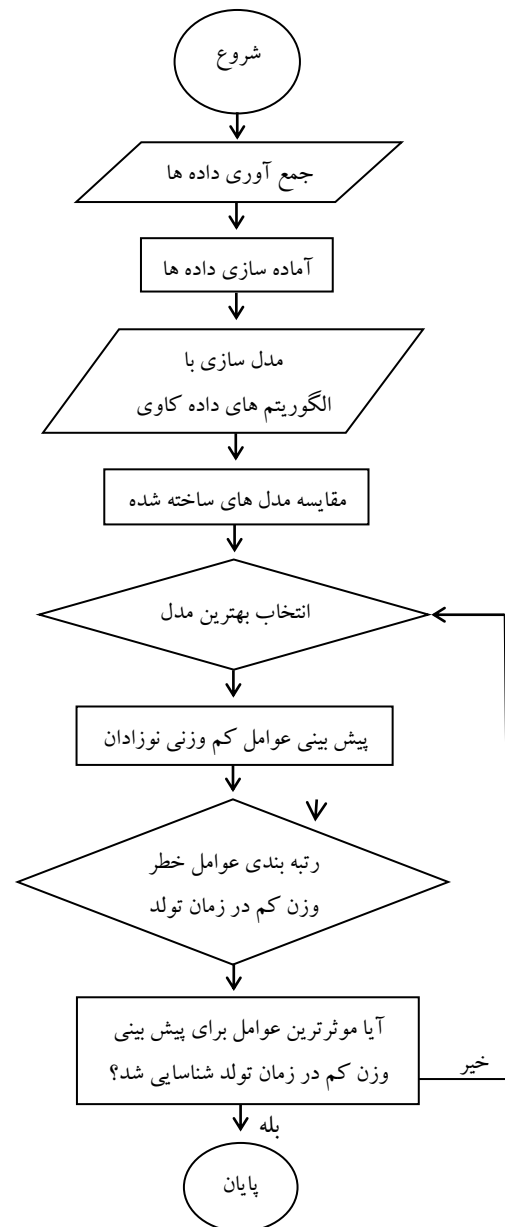 شروع
جمع آوری داده ها
آماده سازی داده ها
مدل سازی با
الگوریتم های داده کاوی
مقایسه مدل های ساخته شده
انتخاب بهترین مدل
پیش بینی عوامل کم وزنی نوزادان
رتبه بندی عوامل خطر
وزن کم در زمان تولد
آیا موثرترین عوامل برای پیش بینی
وزن کم در زمان تولد شناسایی شد؟
خیر
بله
پایان